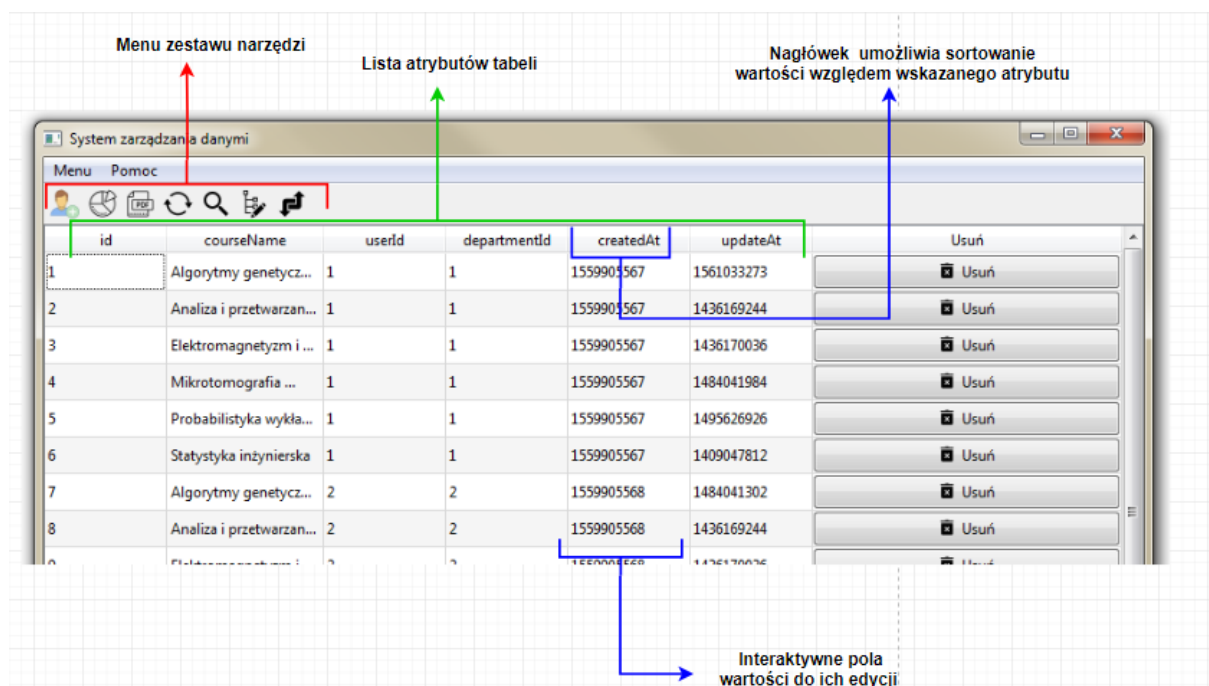 Menu zestawu narzędzi
Lista atrybutów tabeli
Nagłówek umożliwia sortowanie
wartości względem wskazanego atrybutu
System zarządzania danymi
Menu Pomoc
PDF
id courseName userId departmentId createdAt updateAt Usuń
1 Algorytmy genetycz... 1 1 1559905567 1561033273 Usuń
2 Analiza i przetwarzan... 1 1 1559905567 1436169244 Usuń
3 Elektromagnetyzm i ... 1 1 1559905567 1436170036 Usuń
4 Mikrotomografia ... 1 1 1559905567 1484041984 Usuń
5 Probabilistyka wykła... 1 1 1559905567 1495626926 Usuń
6 Statystyka inżynierska 1 1 1559905567 1409047812 Usuń
7 Algorytmy genetycz... 2 2 1559905568 1484041302 Usuń
8 Analiza i przetwarzan... 2 2 1559905568 1436169244 Usuń
Interaktywne pola
wartości do ich edycji